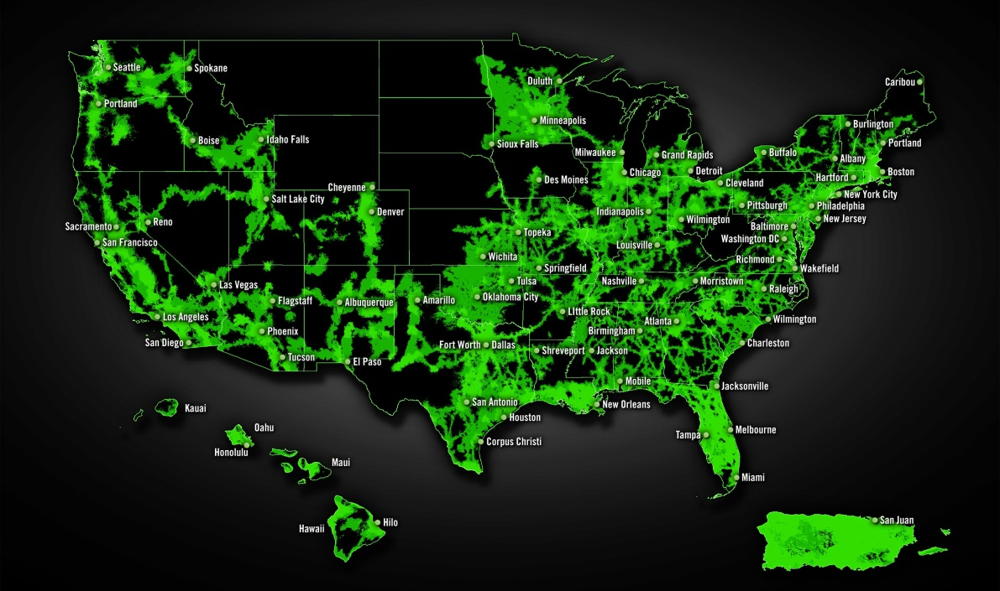 Seattle
Spokane
Caribou
Duluth
Portland
Minneapolis
Burlington
Boise
Idaho Falls
Sioux Falls
Portland
Milwaukee
Grand Rapids
Buffalo
Albany
Chicago
Detroit
Boston
Hartford
Des Moines
Cleveland
Cheyenne
New York City
Salt Lake City
Pittsburgh
Philadelphia
Denver
Indianapolis
Wilmington
New Jersey
Reno
Sacramento
Baltimore
Topeka
Washington DC
San Francisco
Louisville
Wichita
Richmond
Springfield
Wakefield
Tulsa
Nashville
Morristown
Las Vegas
Raleigh
Oklahoma City
Flagstaff
Albuquerque
Amarillo
LIttle Rock
Los Angeles
Atlanta
Wilmington
Phoenix
Birmingham
San Diego
Fort Worth
Dallas
Charleston
Shreveport
Jackson
Tucson
El Paso
Mobile
Jacksonville
San Antonio
New Orleans
Kauai
Houston
Oahu
Melbourne
Tampa
Corpus Christi
Honolulu
Maui
Miami
San Juan
Hilo
Hawaii